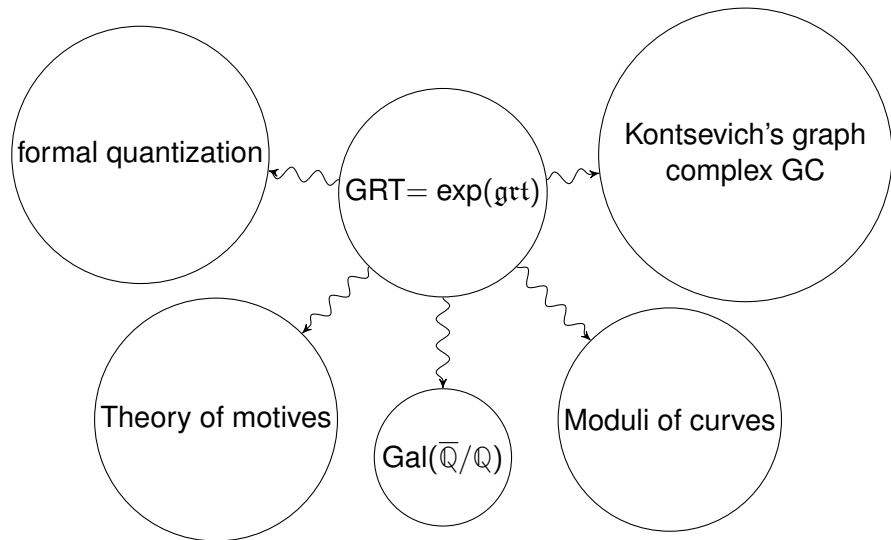 formal quantization
GRT= exp(𝔤𝔯𝔱)
Kontsevich's graph
complex GC
Theory of motives
Gal(ℚ̅/ℚ)
Moduli of curves